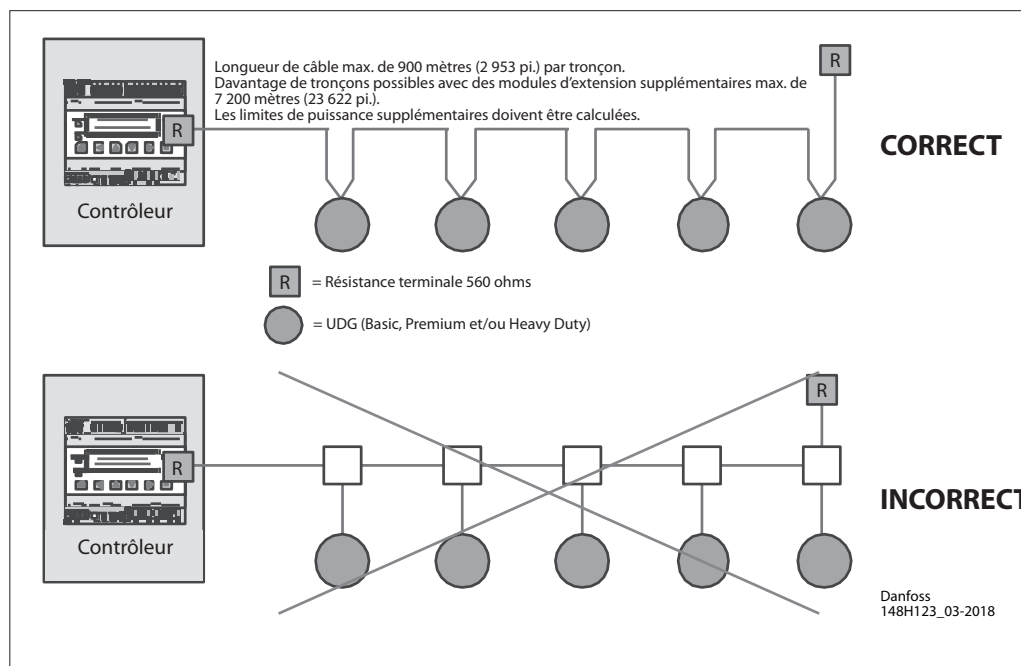 Longueur de câble max. de 900 mètres (2 953 pi.) par tronçon.
Davantage de tronçons possibles avec des modules d'extension supplémentaires max. de
7 200 mètres (23 622 pi.).
Les limites de puissance supplémentaires doivent être calculées.
R
R
CORRECT
Contrôleur
R = Résistance terminale 560 ohms
= UDG (Basic, Premium et/ou Heavy Duty)
R
R
INCORRECT
Contrôleur
Danfoss
148H123_03-2018